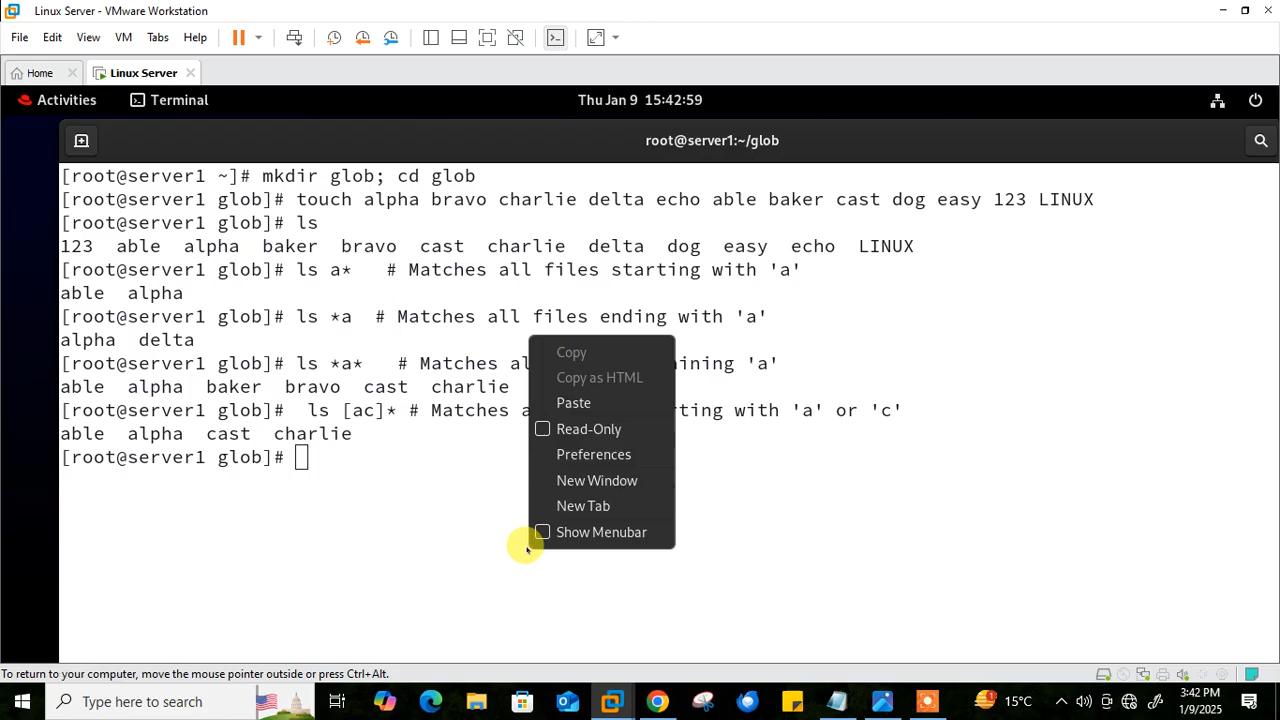 Linux Server - VMware Workstation
File Edit View VM Tabs Help
Home Linux Server
Activities Terminal Thu Jan 9 15:42:59
root@server1:~/glob
[root@server1 ~]# mkdir glob; cd glob
[root@server1 glob]# touch alpha bravo charlie delta echo able baker cast dog easy 123 LINUX
[root@server1 glob]# ls
123 able alpha baker bravo cast charlie delta dog easy echo LINUX
[root@server1 glob]# ls a* # Matches all files starting with 'a'
able alpha
[root@server1 glob]# ls *a # Matches all files ending with 'a'
alpha delta
[root@server1 glob]# ls *a* # Matches al ining 'a'
able alpha baker bravo cast charlie
[root@server1 glob]# ls [ac]* # Matches a rting with 'a' or 'c'
able alpha cast charlie
[root@server1 glob]#
Copy
Copy as HTML
Paste
Read-Only
Preferences
New Window
New Tab
Show Menubar
To return to your computer, move the mouse pointer outside or press Ctrl+Alt.
Type here to search 15°C 3:42 PM
1/9/2025